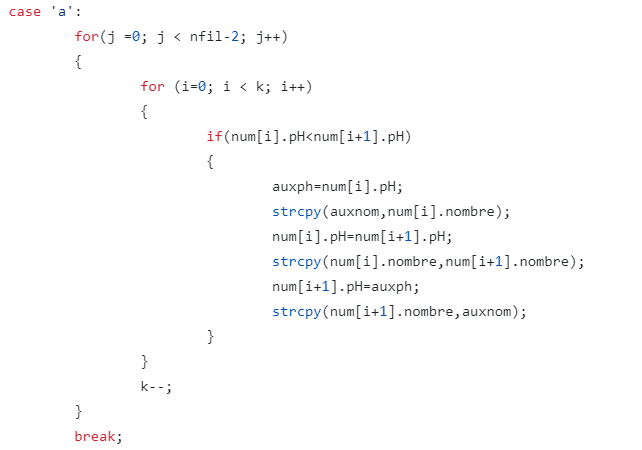 case 'a':
for(j =0; j < nfil-2; j++)
{
for (i=0; i < k; i++)
{
if(num[i].pH<num[i+1].pH)
{
auxph=num[i].pH;
strcpy(auxnom,num[i].nombre);
num[i].pH=num[i+1].pH;
strcpy(num[i].nombre,num[i+1].nombre);
num[i+1].pH=auxph;
strcpy(num[i+1].nombre,auxnom);
}
}
k--;
}
break;